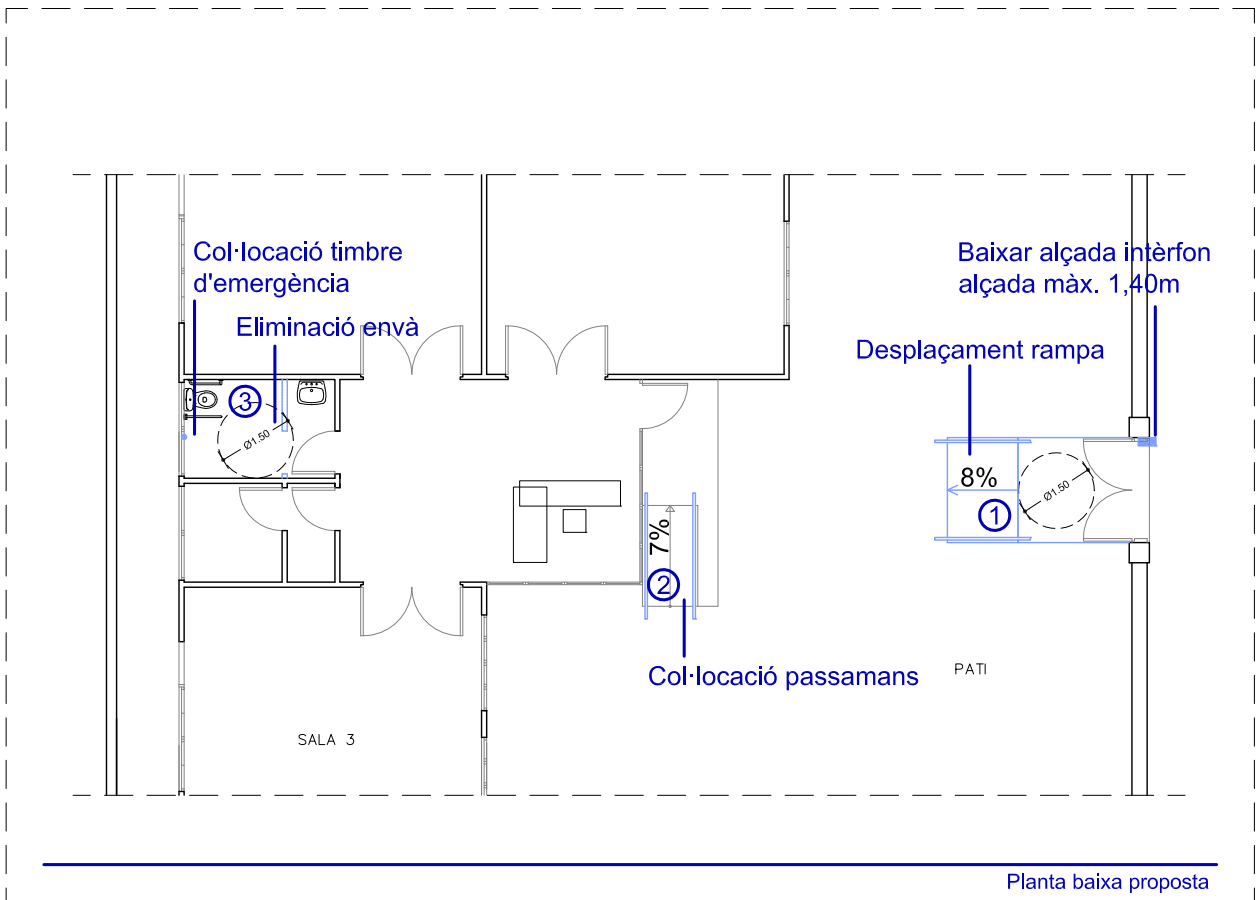 Col·locació timbre
d'emergència
Baixar alçada intèrfon
alçada màx. 1,40m
Eliminació envà
Desplaçament rampa
3
Ø1.50
8%
Ø1.50
1
7%
2
Col·locació passamans
PATI
SALA 3
Planta baixa proposta